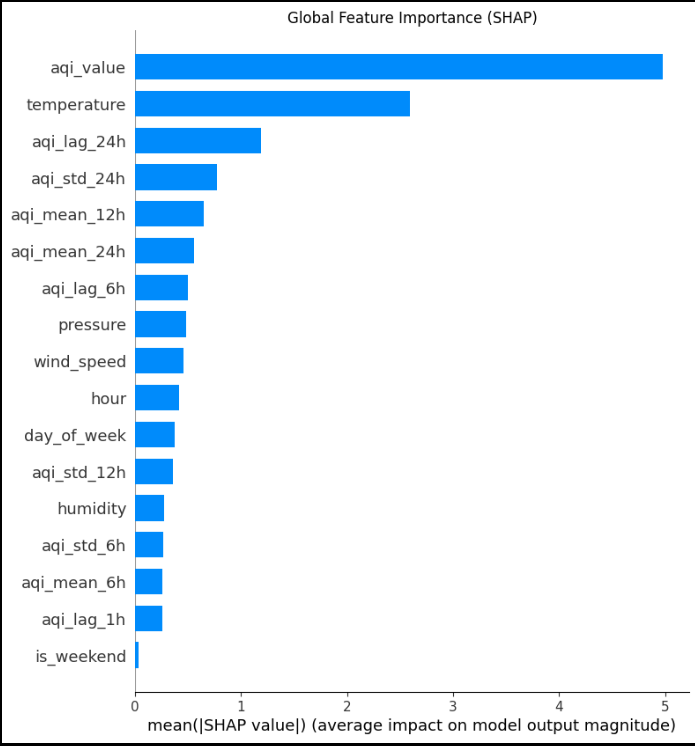 Global Feature Importance (SHAP)
aqi_value
temperature
aqi_lag_24h
aqi_std_24h
aqi_mean_12h
aqi_mean_24h
aqi_lag_6h
pressure
wind_speed
hour
day_of_week
aqi_std_12h
humidity
aqi_std_6h
aqi_mean_6h
aqi_lag_1h
is_weekend
0 1 2 3 4 5
mean(|SHAP value|) (average impact on model output magnitude)